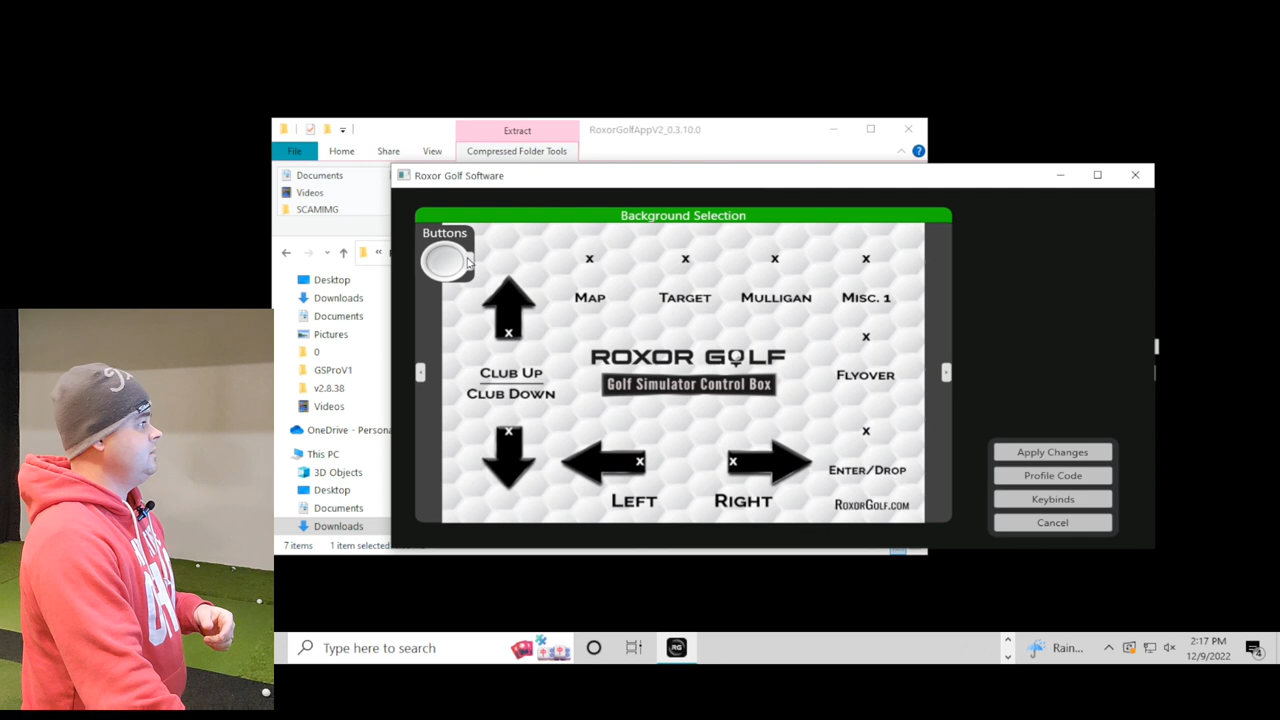 Extract
RoxorGolfAppV2_0.3.10.0
File
Home
Share
View
Compressed Folder Tools
Documents
Videos
SCAMIMG
Desktop
Downloads
Documents
Pictures
0
GSProV1
v2.8.38
Videos
OneDrive - Persona
This PC
3D Objects
Desktop
Documents
Downloads
7 items
1 item selected
Roxor Golf Software
Background Selection
Buttons
x x x x
Map Target Mulligan Misc. 1
x
x
Roxor Golf
Golf Simulator Control Box
Flyover
Club Up
Club Down
x
x
x
x
Enter/Drop
Left Right
RoxorGolf.com
Apply Changes
Profile Code
Keybinds
Cancel
Type here to search
RG
Rain...
2:17 PM
12/9/2022
4